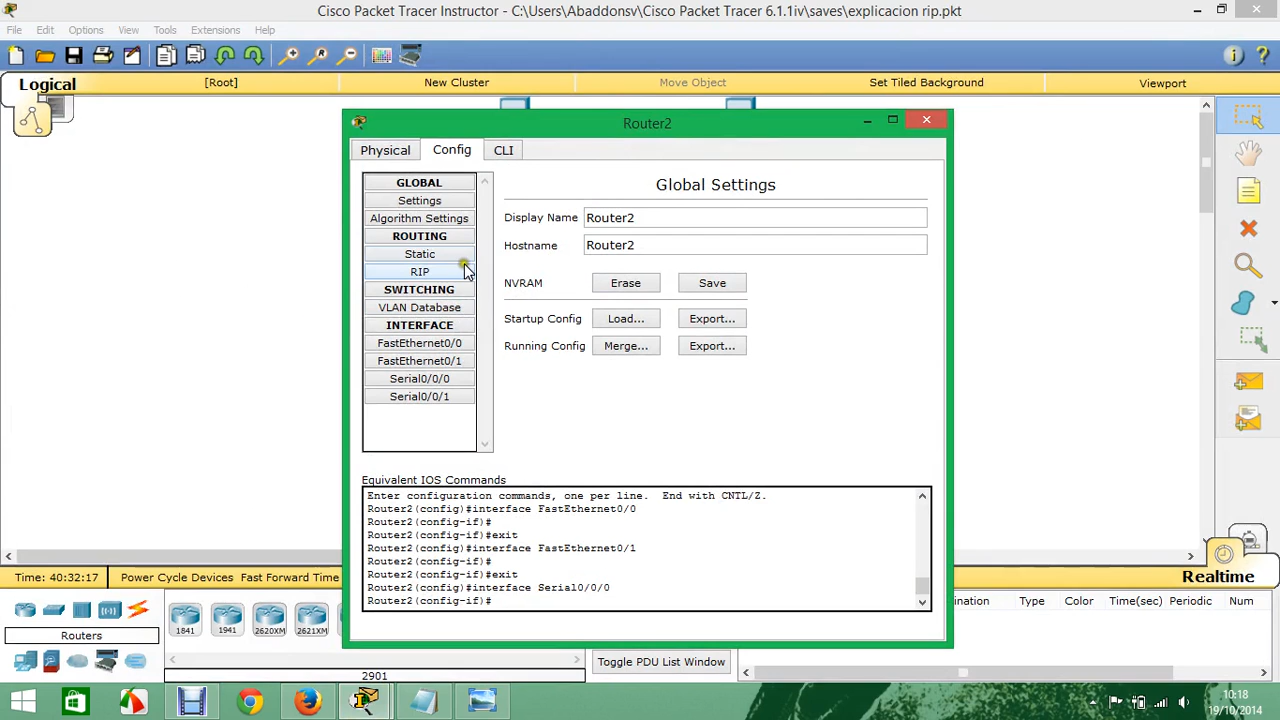 Cisco Packet Tracer Instructor - C:\Users\Abaddonsv\Cisco Packet Tracer 6.1.1iv\saves\explicacion rip.pkt
File Edit Options View Tools Extensions Help
Logical [Root] New Cluster Move Object Set Tiled Background Viewport
Router2
Physical Config CLI
GLOBAL
Settings
Algorithm Settings
ROUTING
Static
RIP
SWITCHING
VLAN Database
INTERFACE
FastEthernet0/0
FastEthernet0/1
Serial0/0/0
Serial0/0/1
Global Settings
Display Name Router2
Hostname Router2
NVRAM Erase Save
Startup Config Load... Export...
Running Config Merge... Export...
Equivalent IOS Commands
Enter configuration commands, one per line. End with CNTL/Z.
Router2(config)#interface FastEthernet0/0
Router2(config-if)#
Router2(config-if)#exit
Router2(config)#interface FastEthernet0/1
Router2(config-if)#
Router2(config-if)#exit
Router2(config)#interface Serial0/0/0
Router2(config-if)#
Time: 40:32:17 Power Cycle Devices Fast Forward Time
Realtime
Routers
1841 1941 2620XM 2621XM
2901
Toggle PDU List Window
ination Type Color Time(sec) Periodic Num
10:18
19/10/2014